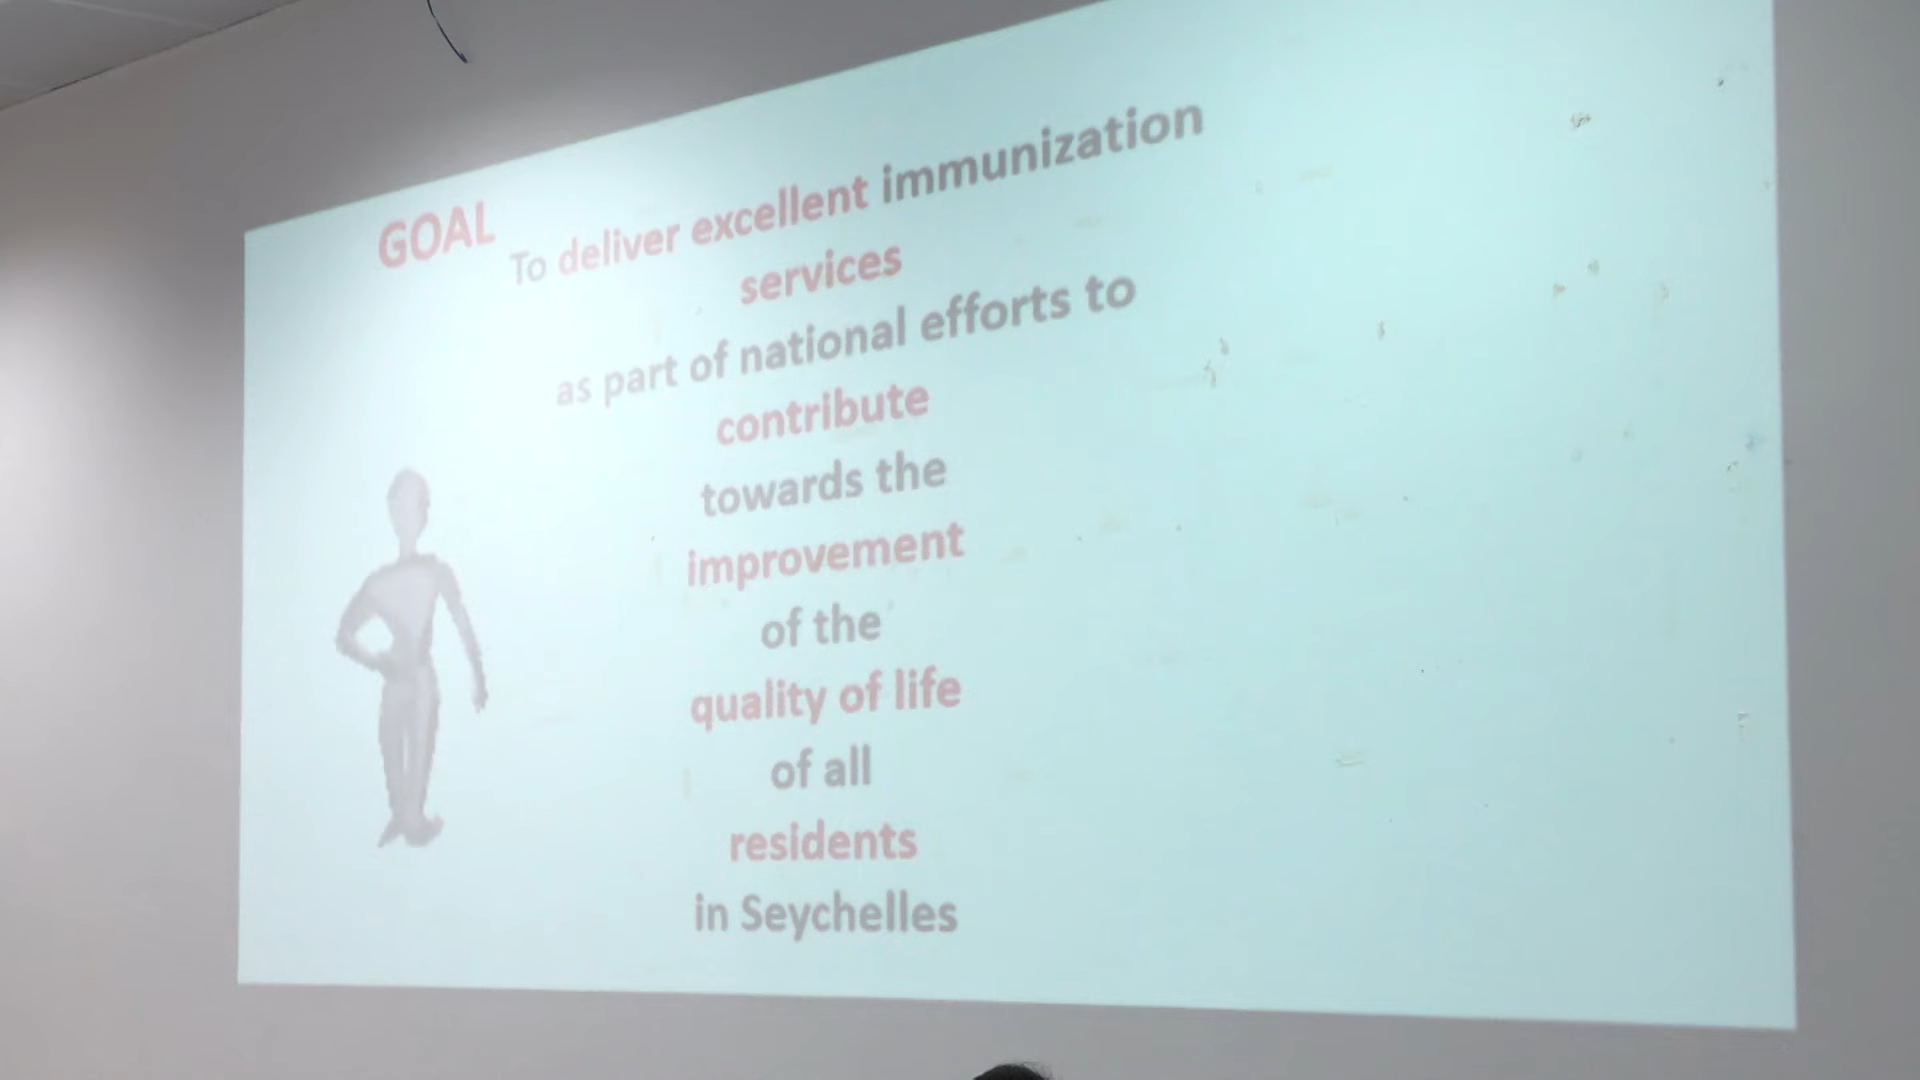 GOAL
To deliver excellent immunization
services
as part of national efforts to
contribute
towards the
improvement
of the
quality of life
of all
residents
in Seychelles